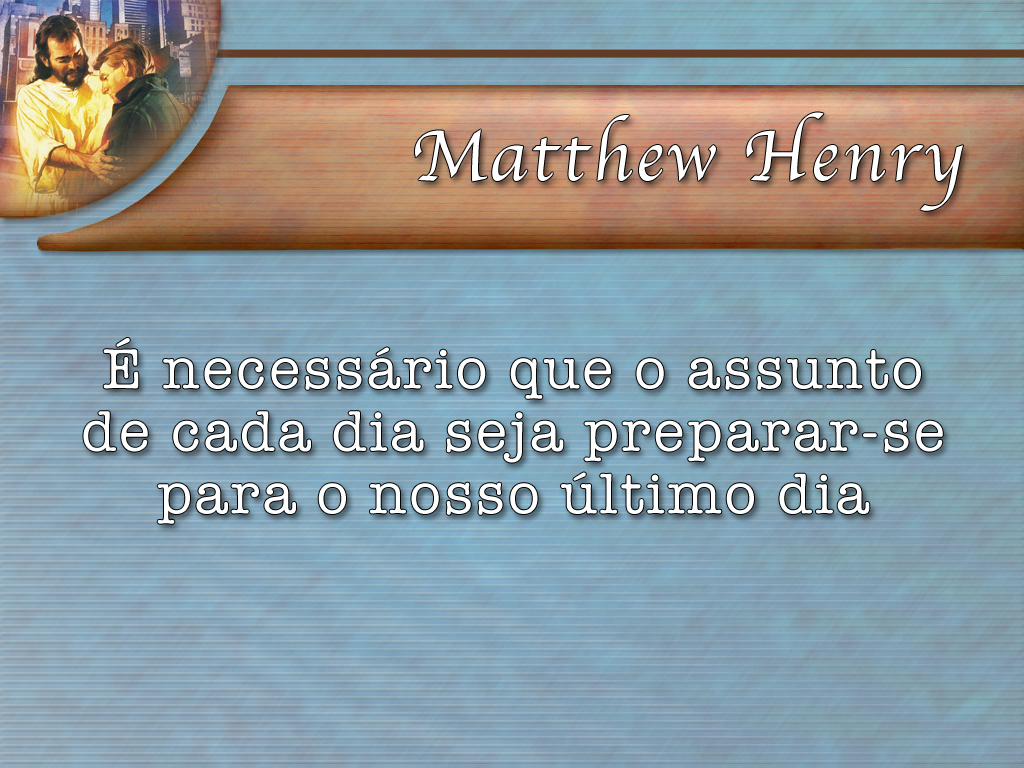 Matthew Henry
É necessário que o assunto
de cada dia seja preparar-se
para o nosso último dia